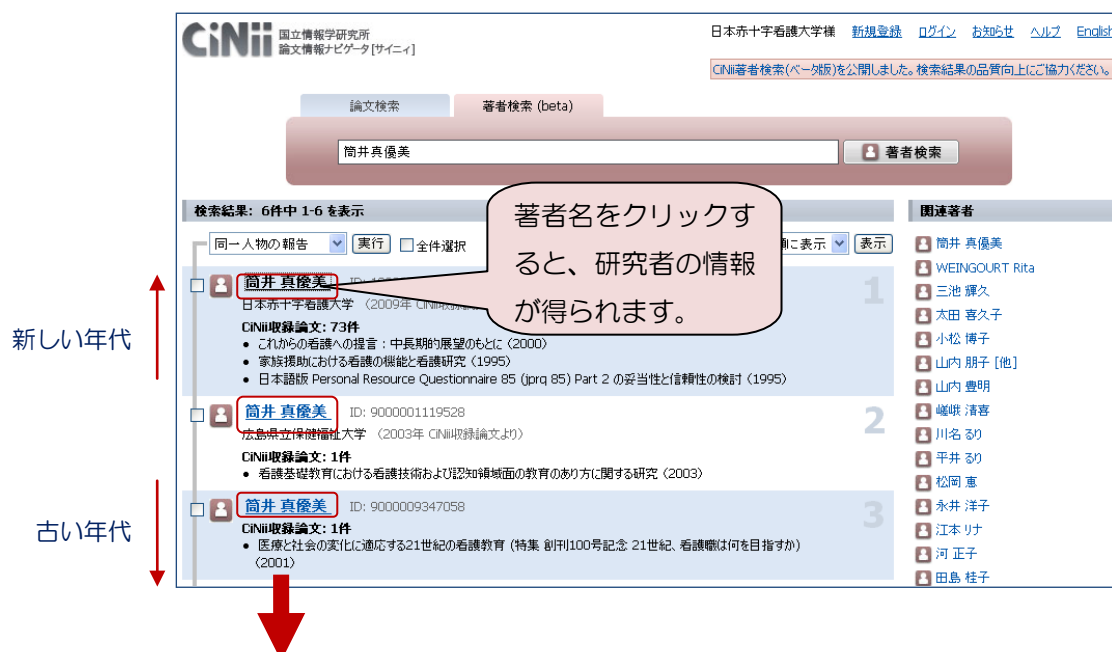 CiNii 国立情報学研究所
論文情報ナビゲータ[サイニィ]
日本赤十字看護大学様 新規登録 ログイン お知らせ ヘルプ English
CiNii著者検索(ベータ版)を公開しました。検索結果の品質向上にご協力ください。
論文検索 著者検索 (beta)
筒井真優美 著者検索
検索結果: 6件中 1-6 を表示
同一人物の報告 実行 全件選択
に表示 表示
著者名をクリックす
ると、研究者の情報
が得られます。
新しい年代
古い年代
筒井 真優美 1
日本赤十字看護大学 (2009年
CiNii収録論文: 73件
これからの看護への提言：中長期的展望のもとに (2000)
家族援助における看護の機能と看護研究 (1995)
日本語版 Personal Resource Questionnaire 85 (jprq 85) Part 2 の妥当性と信頼性の検討 (1995)
筒井 真優美 ID: 9000001119528 2
広島県立保健福祉大学 (2003年 CiNii収録論文より)
CiNii収録論文: 1件
看護基礎教育における看護技術および認知領域面の教育のあり方に関する研究 (2003)
筒井 真優美 ID: 9000009347058 3
CiNii収録論文: 1件
医療と社会の変化に適応する21世紀の看護教育 (特集 創刊100号記念 21世紀、看護職は何を目指すか)
(2001)
関連著者
筒井 真優美
WEINGOURT Rita
三池 輝久
太田 喜久子
小松 博子
山内 朋子 [他]
山内 豊明
嵯峨 清喜
川名 るり
平井 るり
松岡 恵
永井 洋子
江本 リナ
河 正子
田島 桂子